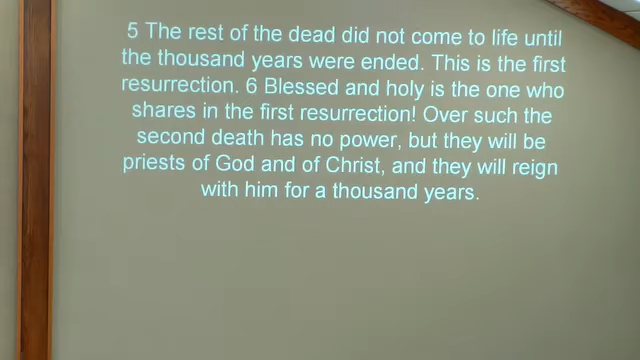 5 The rest of the dead did not come to life until
the thousand years were ended. This is the first
resurrection. 6 Blessed and holy is the one who
shares in the first resurrection! Over such the
second death has no power, but they will be
priests of God and of Christ, and they will reign
with him for a thousand years.